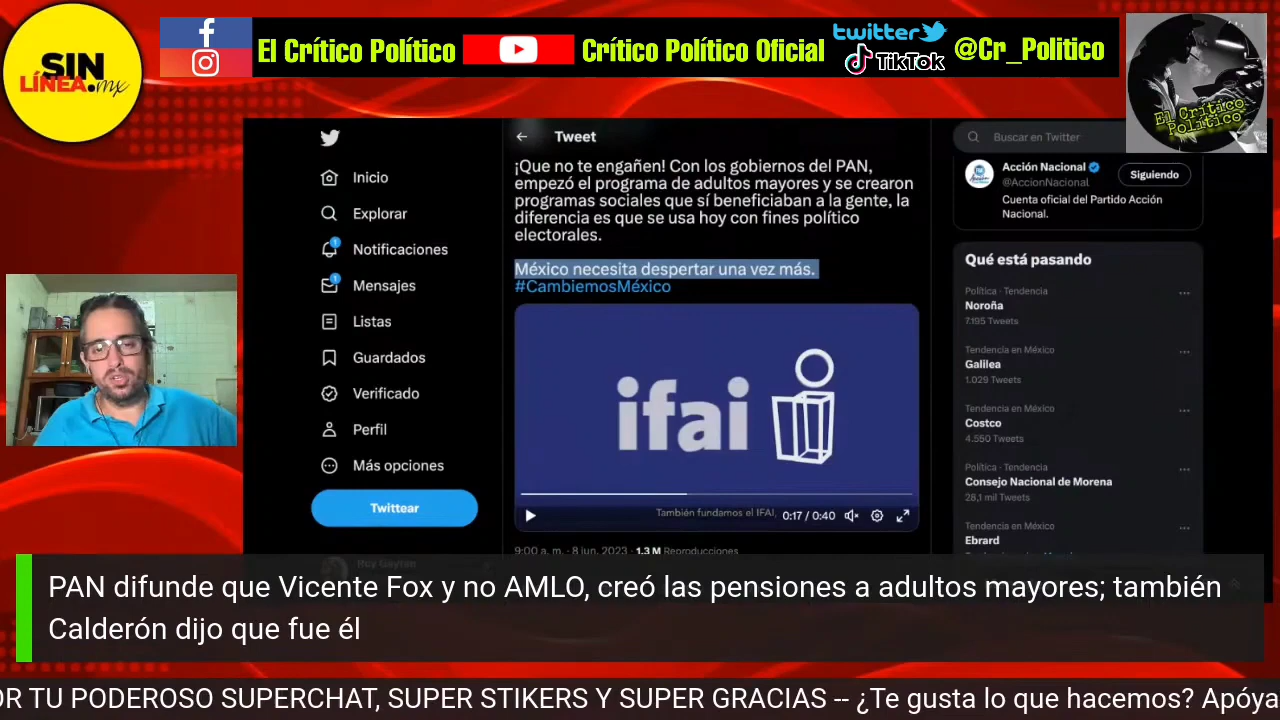 SIN
LÍNEA.mx
El Crítico Político
Crítico Político Oficial
twitter
TikTok
@Cr_Politico
El Crítico
Político
Inicio
Explorar
1
Notificaciones
1
Mensajes
Listas
Guardados
Verificado
Perfil
Más opciones
Twittear
Roy Gaytan
Tweet
¡Que no te engañen! Con los gobiernos del PAN,
empezó el programa de adultos mayores y se crearon
programas sociales que sí beneficiaban a la gente, la
diferencia es que se usa hoy con fines político
electorales.
México necesita despertar una vez más.
#CambiemosMéxico
ifai
También fundamos el IFAI,
0:17 / 0:40
9:00 a. m. · 8 jun. 2023 · 1,3 M Reproducciones
Buscar en Twitter
Acción Nacional
@AccionNacional
Siguiendo
Cuenta oficial del Partido Acción
Nacional.
Qué está pasando
Política · Tendencia
Noroña
7.195 Tweets
Tendencia en México
Galilea
1.029 Tweets
Tendencia en México
Costco
4.550 Tweets
Política · Tendencia
Consejo Nacional de Morena
28,1 mil Tweets
Tendencia en México
Ebrard
PAN difunde que Vicente Fox y no AMLO, creó las pensiones a adultos mayores; también
Calderón dijo que fue él
OR TU PODEROSO SUPERCHAT, SUPER STIKERS Y SUPER GRACIAS -- ¿Te gusta lo que hacemos? Apóya